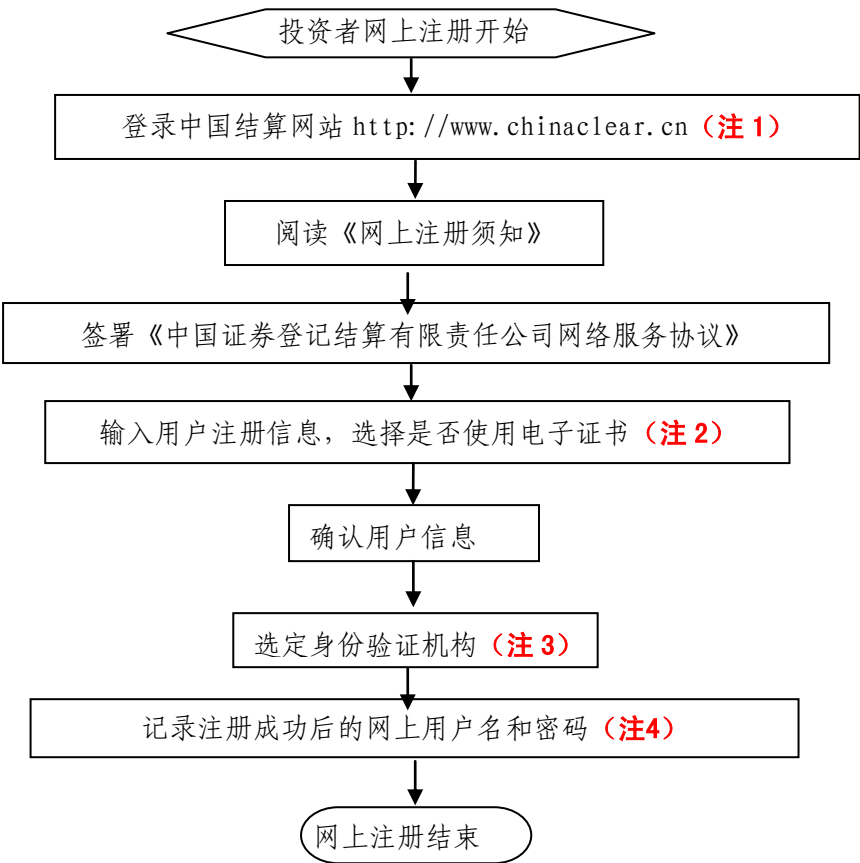 投资者网上注册开始
登录中国结算网站 http://www.chinaclear.cn（注 1）
阅读《网上注册须知》
签署《中国证券登记结算有限责任公司网络服务协议》
输入用户注册信息，选择是否使用电子证书（注 2）
确认用户信息
选定身份验证机构（注 3）
记录注册成功后的网上用户名和密码（注4）
网上注册结束